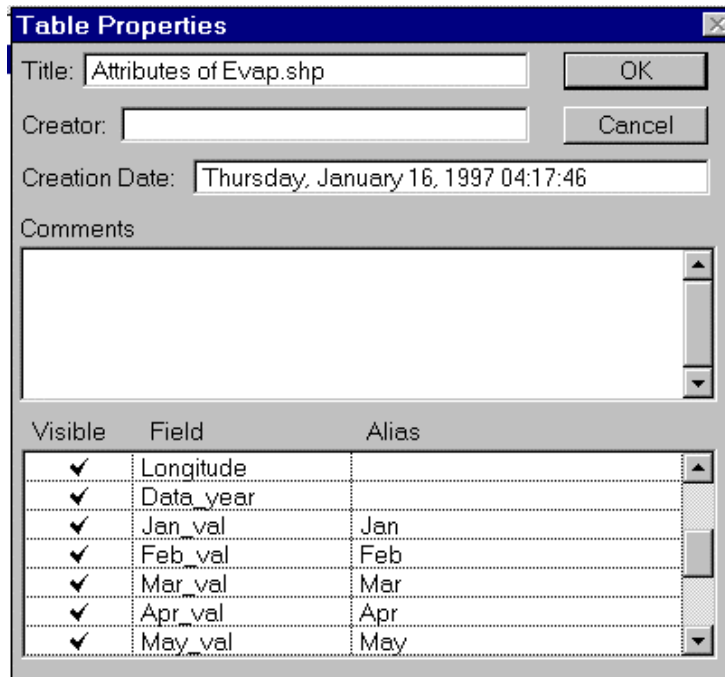 Table Properties
Title: Attributes of Evap.shp OK
Creator: Cancel
Creation Date: Thursday, January 16, 1997 04:17:46
Comments
Visible Field Alias
Longitude
Data_year
Jan_val Jan
Feb_val Feb
Mar_val Mar
Apr_val Apr
May_val May